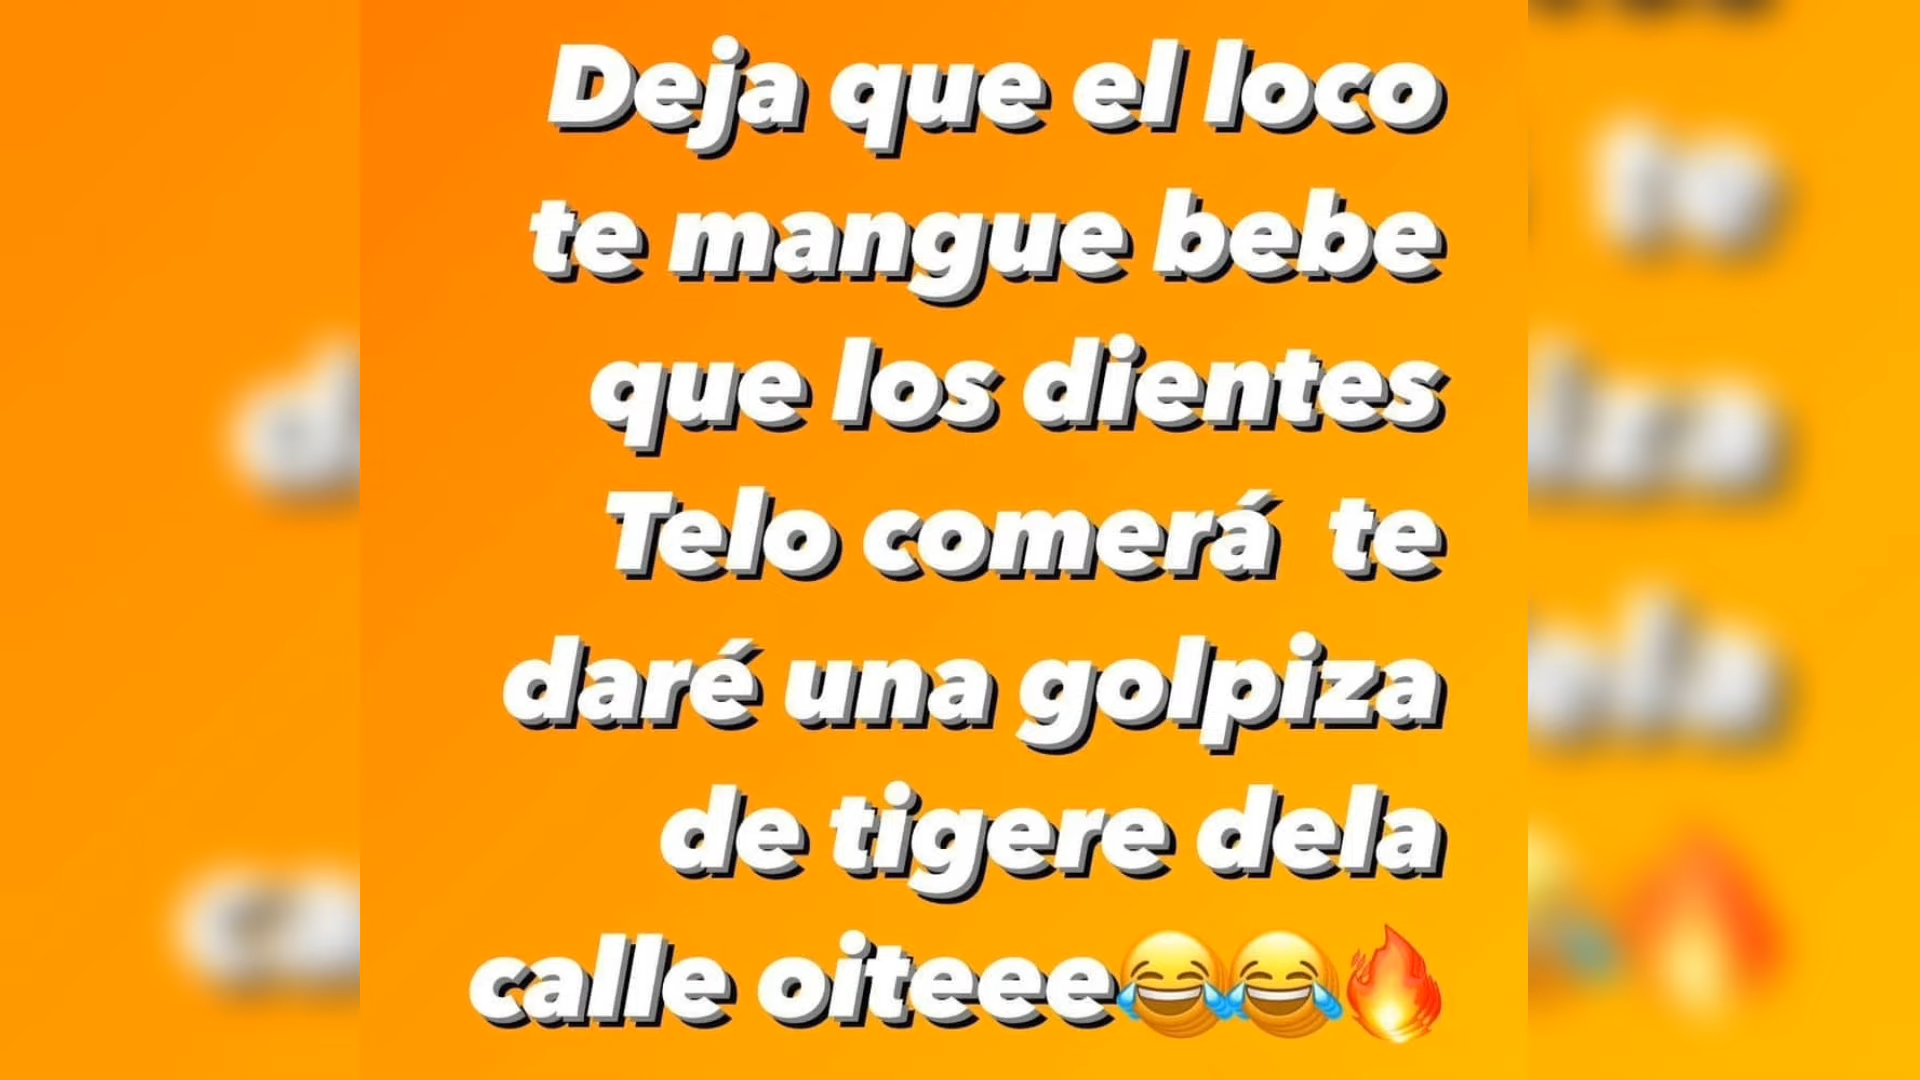 Deja que el loco
te mangue bebe
que los dientes
Telo comerá te
daré una golpiza
de tigere dela
calle oiteee😂😂🔥